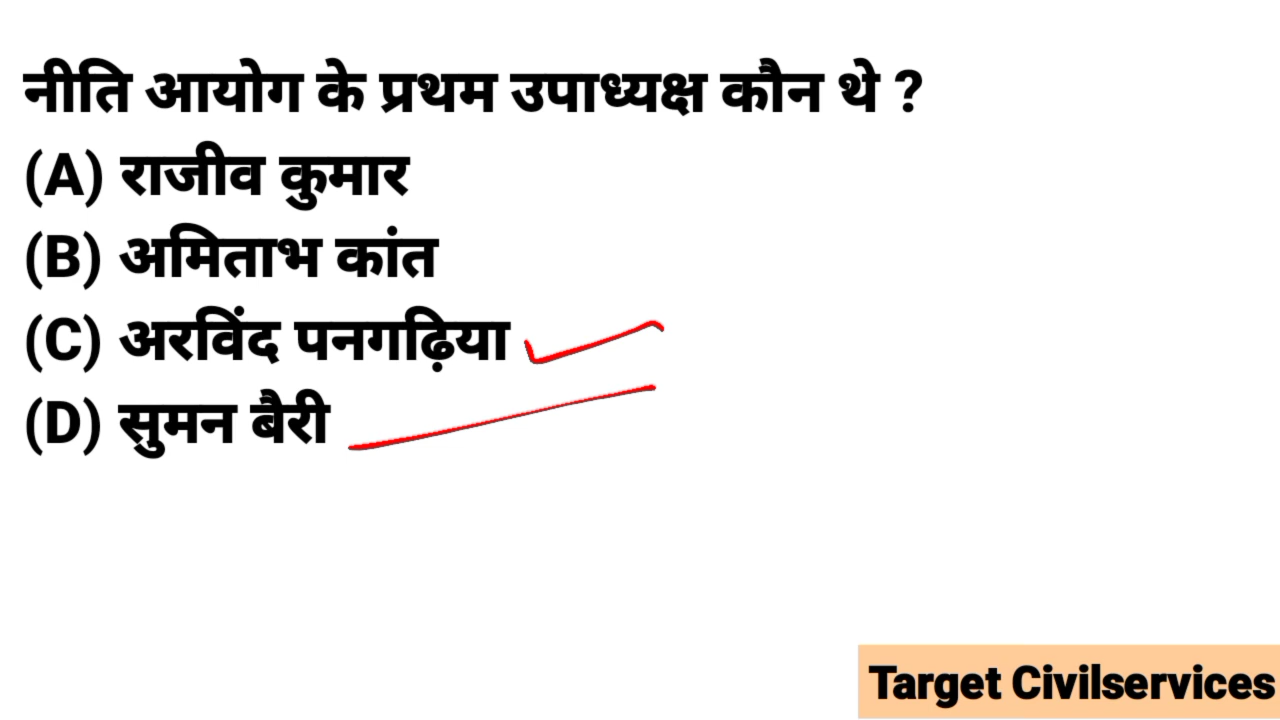 नीति आयोग के प्रथम उपाध्यक्ष कौन थे ?
(A) राजीव कुमार
(B) अमिताभ कांत
(C) अरविंद पनगढ़िया
(D) सुमन बैरी
Target Civilservices